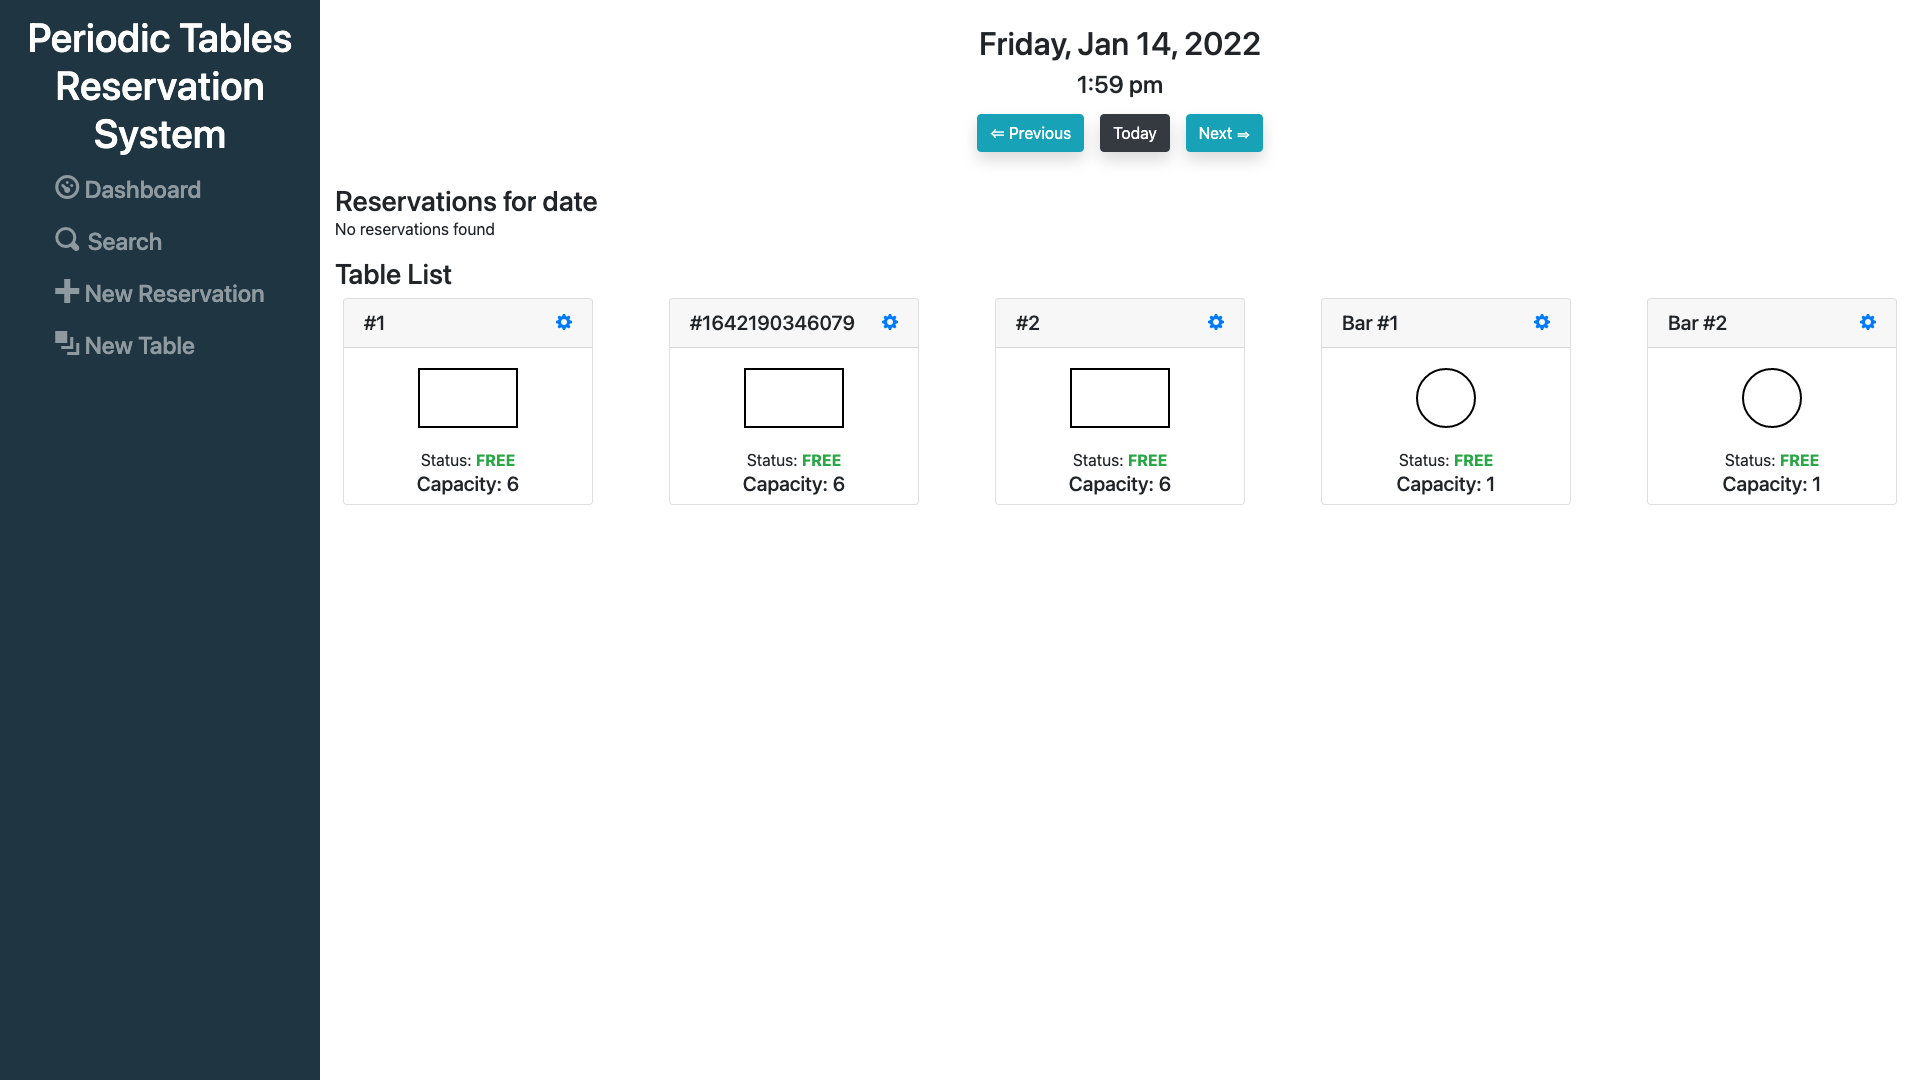 Periodic Tables
Reservation
System
Dashboard
Search
New Reservation
New Table
Friday, Jan 14, 2022
1:59 pm
⇐ Previous
Today
Next ⇒
Reservations for date
No reservations found
Table List
#1
Status: FREE
Capacity: 6
#1642190346079
Status: FREE
Capacity: 6
#2
Status: FREE
Capacity: 6
Bar #1
Status: FREE
Capacity: 1
Bar #2
Status: FREE
Capacity: 1